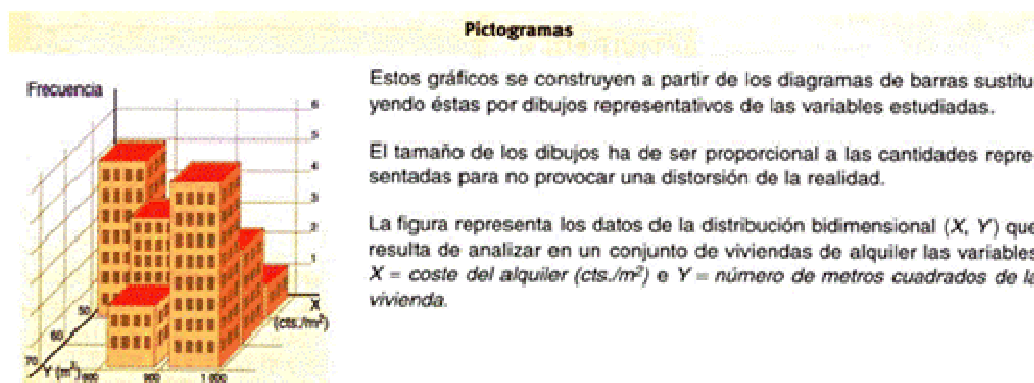 Pictogramas
Frecuencia
6
5
4
3
2
1
X
(cts./m²)
50
60
70
Y (m²)
800
900
1 000
Estos gráficos se construyen a partir de los diagramas de barras sustitu-
yendo éstas por dibujos representativos de las variables estudiadas.
El tamaño de los dibujos ha de ser proporcional a las cantidades repre-
sentadas para no provocar una distorsión de la realidad.
La figura representa los datos de la distribución bidimensional (X, Y) que
resulta de analizar en un conjunto de viviendas de alquiler las variables
X = coste del alquiler (cts./m²) e Y = número de metros cuadrados de la
vivienda.